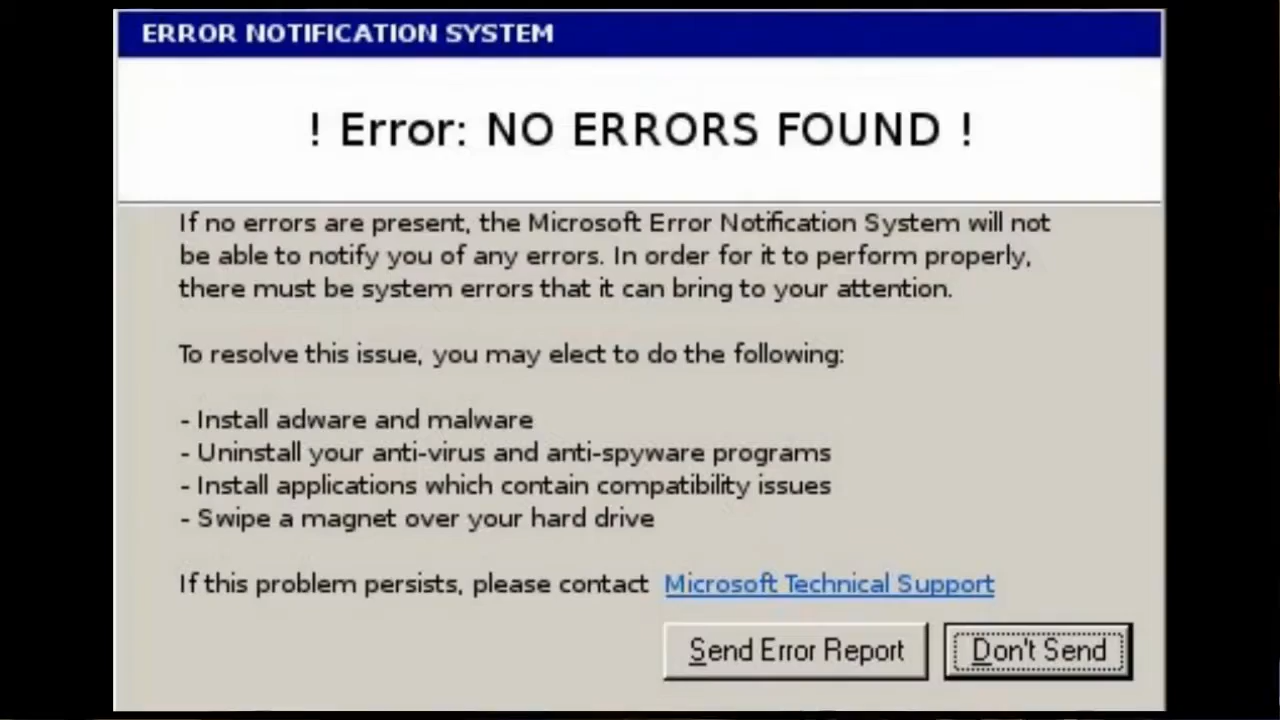 ERROR NOTIFICATION SYSTEM
! Error: NO ERRORS FOUND !
If no errors are present, the Microsoft Error Notification System will not
be able to notify you of any errors. In order for it to perform properly,
there must be system errors that it can bring to your attention.
To resolve this issue, you may elect to do the following:
- Install adware and malware
- Uninstall your anti-virus and anti-spyware programs
- Install applications which contain compatibility issues
- Swipe a magnet over your hard drive
If this problem persists, please contact Microsoft Technical Support
Send Error Report Don't Send